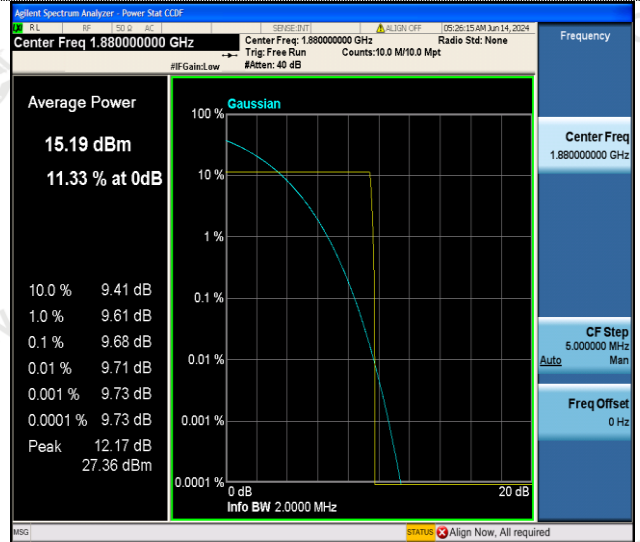 Agilent Spectrum Analyzer - Power Stat CCDF
RL RF 50 Ω AC SENSE:INT ALIGN OFF 05:26:15 AM Jun 14, 2024
Center Freq 1.880000000 GHz
Center Freq: 1.880000000 GHz Radio Std: None
Trig: Free Run Counts:10.0 M/10.0 Mpt
#IFGain:Low #Atten: 40 dB
Frequency
Average Power
15.19 dBm
11.33 % at 0dB
10.0 % 9.41 dB
1.0 % 9.61 dB
0.1 % 9.68 dB
0.01 % 9.71 dB
0.001 % 9.73 dB
0.0001 % 9.73 dB
Peak 12.17 dB
27.36 dBm
Gaussian
100 %
10 %
1 %
0.1 %
0.01 %
0.001 %
0.0001 %
0 dB 20 dB
Info BW 2.0000 MHz
Center Freq
1.880000000 GHz
CF Step
5.000000 MHz
Auto Man
Freq Offset
0 Hz
MSG STATUS Align Now, All required